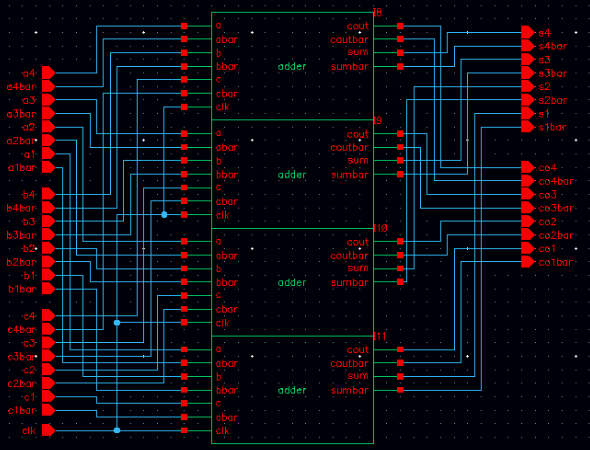 I8
a
abar
b
bbar
c
cbar
clk
adder
cout
coutbar
sum
sumbar
I9
a
abar
b
bbar
c
cbar
clk
adder
cout
coutbar
sum
sumbar
I10
a
abar
b
bbar
c
cbar
clk
adder
cout
coutbar
sum
sumbar
I11
a
abar
b
bbar
c
cbar
clk
adder
cout
coutbar
sum
sumbar
a4
a4bar
a3
a3bar
a2
a2bar
a1
a1bar
b4
b4bar
b3
b3bar
b2
b2bar
b1
b1bar
c4
c4bar
c3
c3bar
c2
c2bar
c1
c1bar
clk
s4
s4bar
s3
s3bar
s2
s2bar
s1
s1bar
co4
co4bar
co3
co3bar
co2
co2bar
co1
co1bar